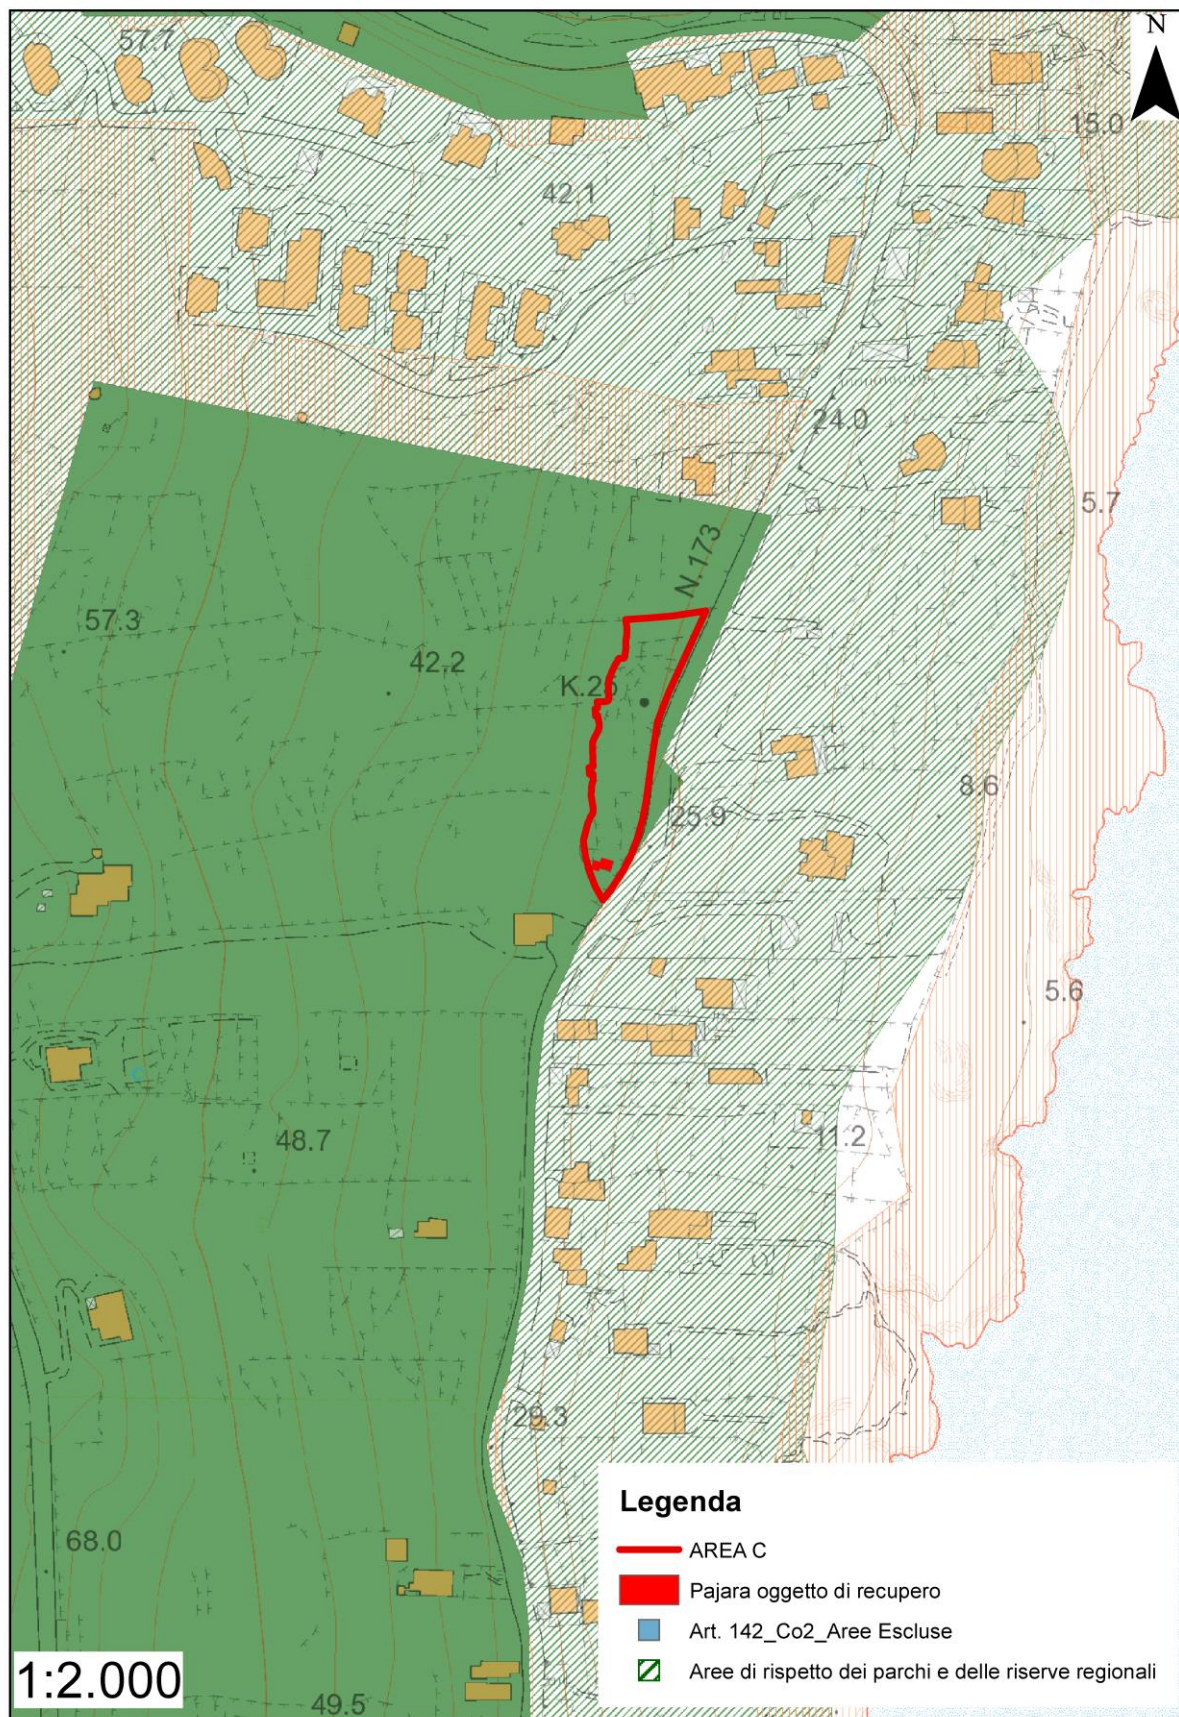 N
57.7
15.0
42.1
24.0
5.7
N.173
57.3
42.2
K.25
8.6
25.9
5.6
11.2
48.7
29.3
68.0
49.5
1:2.000
Legenda
AREA C
Pajara oggetto di recupero
Art. 142_Co2_Aree Escluse
Aree di rispetto dei parchi e delle riserve regionali